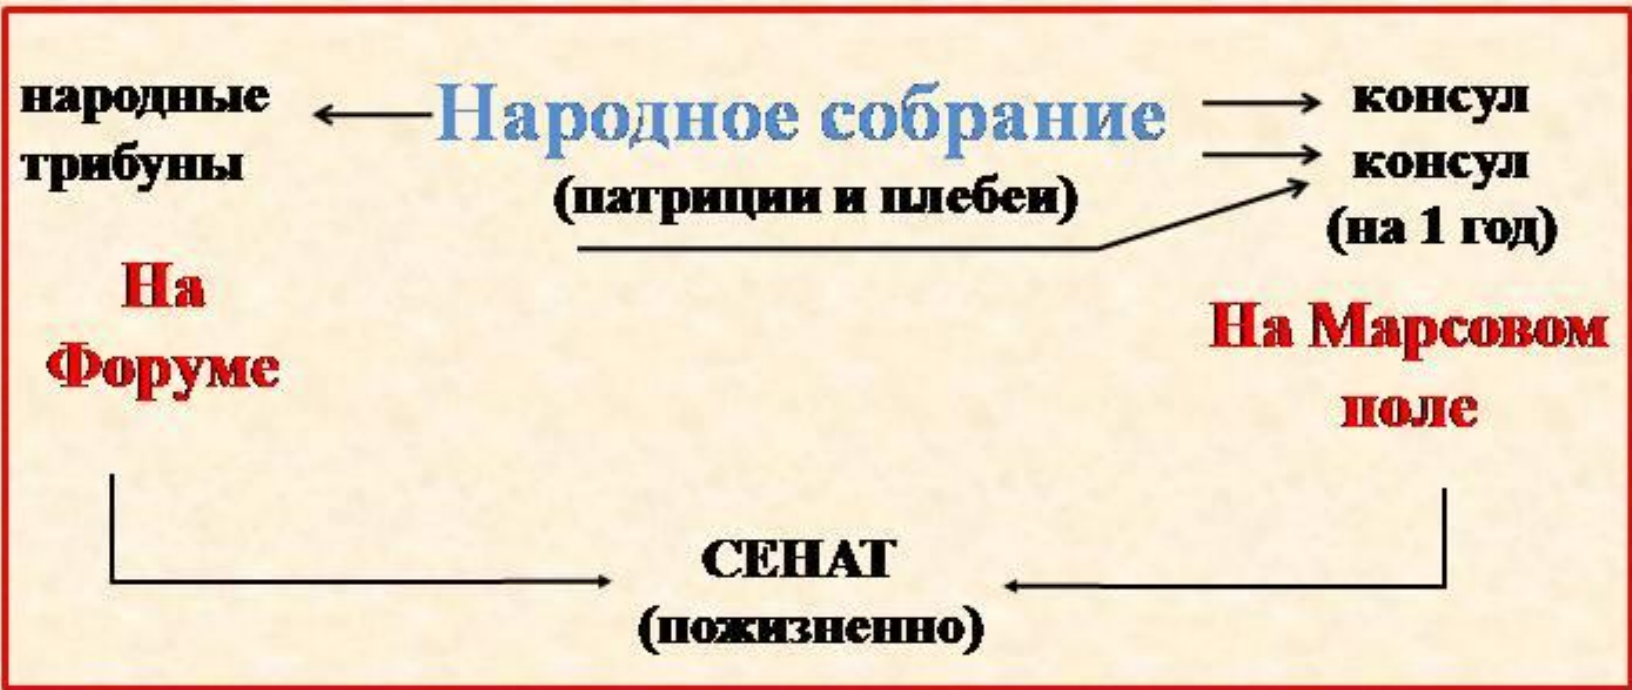 народные
трибуны
Народное собрание
(патриции и плебеи)
консул
консул
(на 1 год)
На
Форуме
На Марсовом
поле
СЕНАТ
(пожизненно)